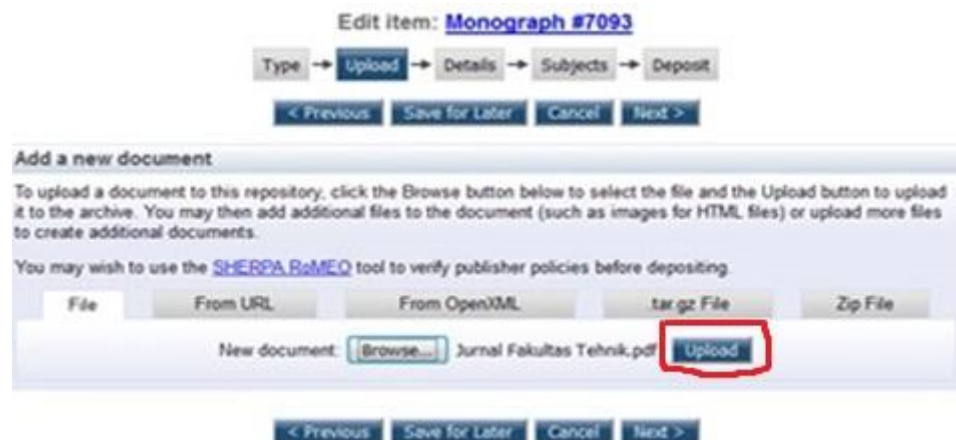 Edit item: Monograph #7093
Type → Upload → Details → Subjects → Deposit
< Previous Save for Later Cancel Next >
Add a new document
To upload a document to this repository, click the Browse button below to select the file and the Upload button to upload
it to the archive. You may then add additional files to the document (such as images for HTML files) or upload more files
to create additional documents.
You may wish to use the SHERPA RoMEO tool to verify publisher policies before depositing.
File From URL From OpenXML .tar.gz File Zip File
New document: Browse... Jurnal Fakultas Tehnik.pdf Upload
< Previous Save for Later Cancel Next >